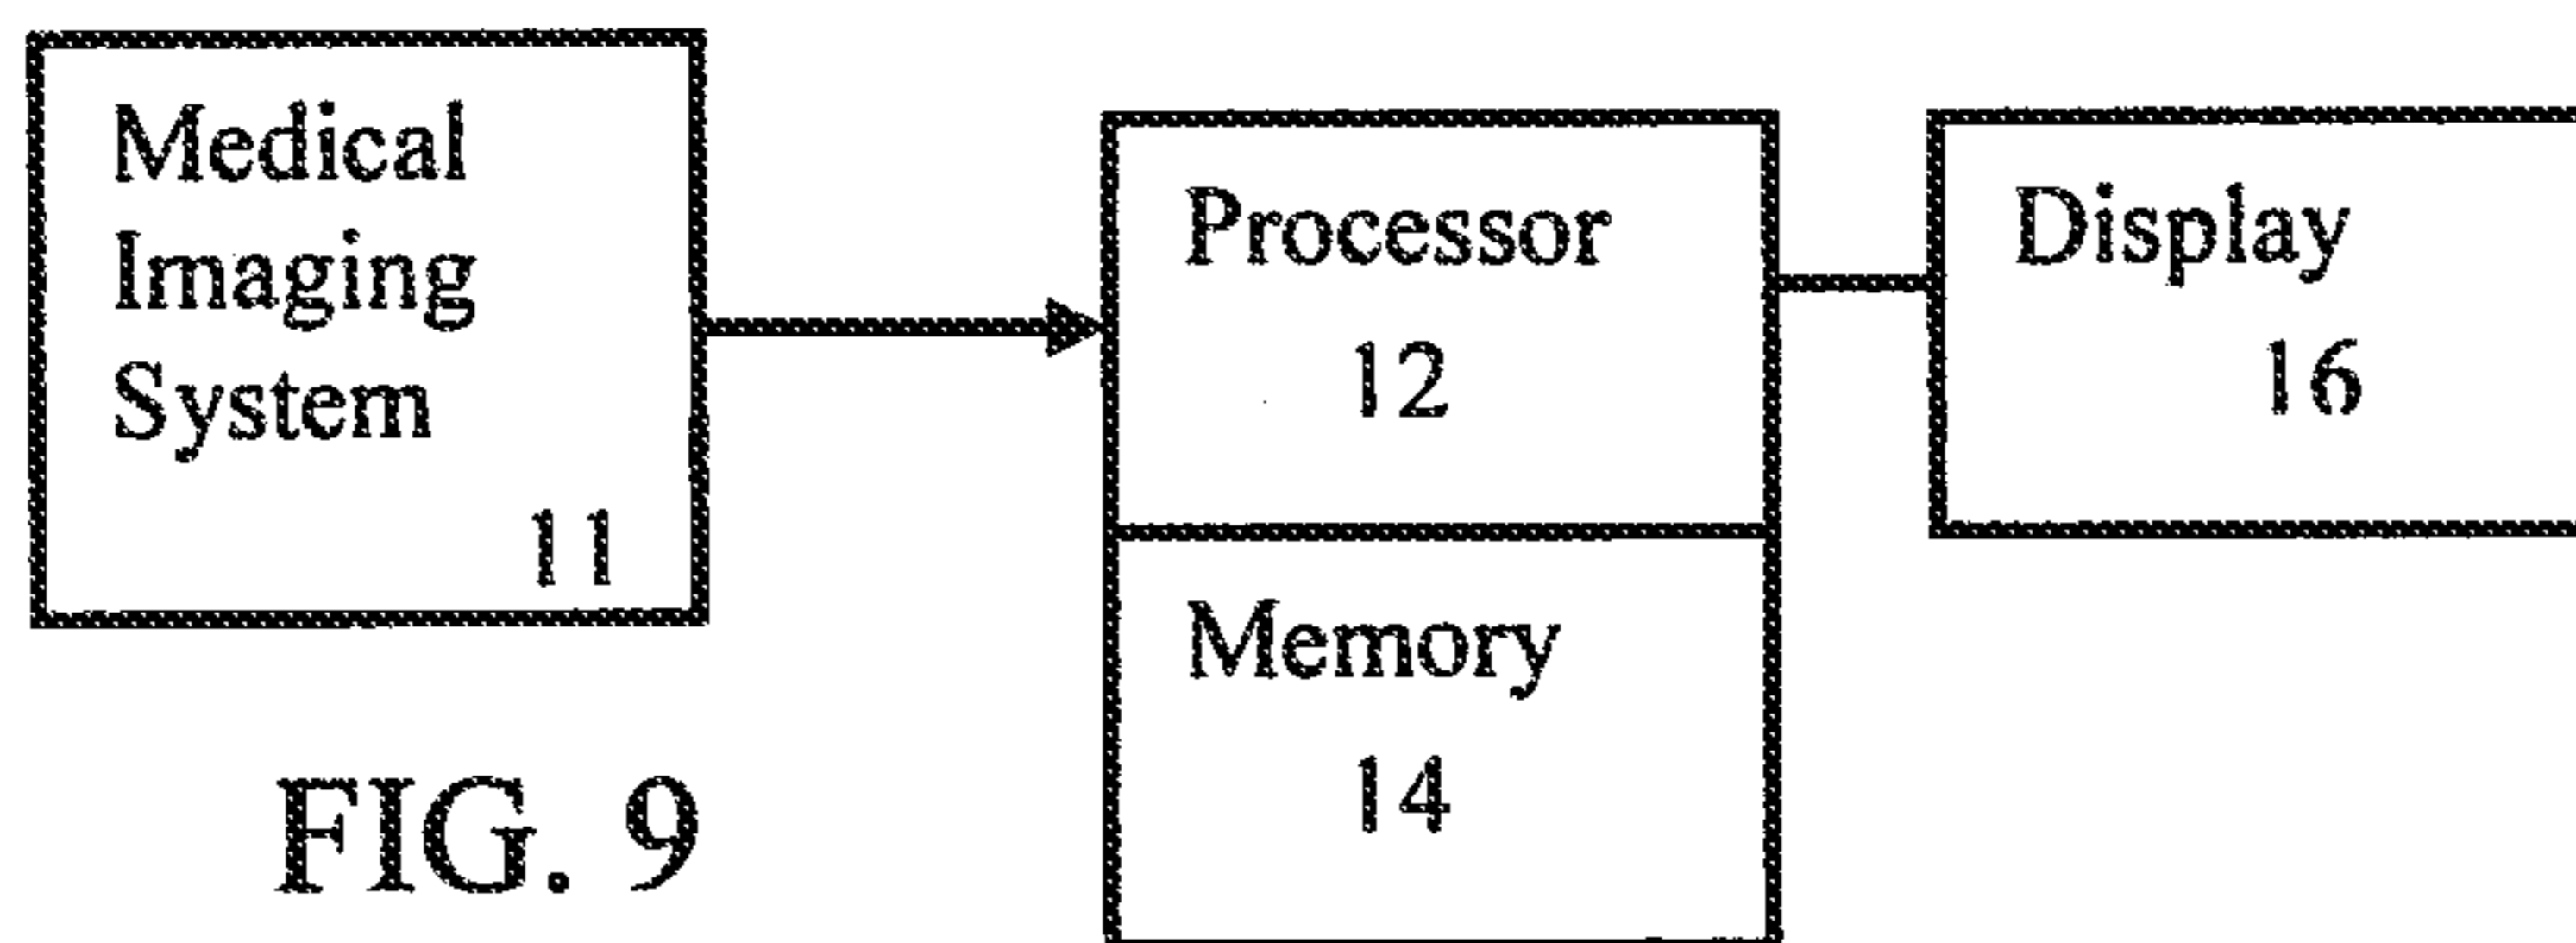 Medical
Imaging
System
11
Processor
12
Memory
14
Display
16
FIG. 9